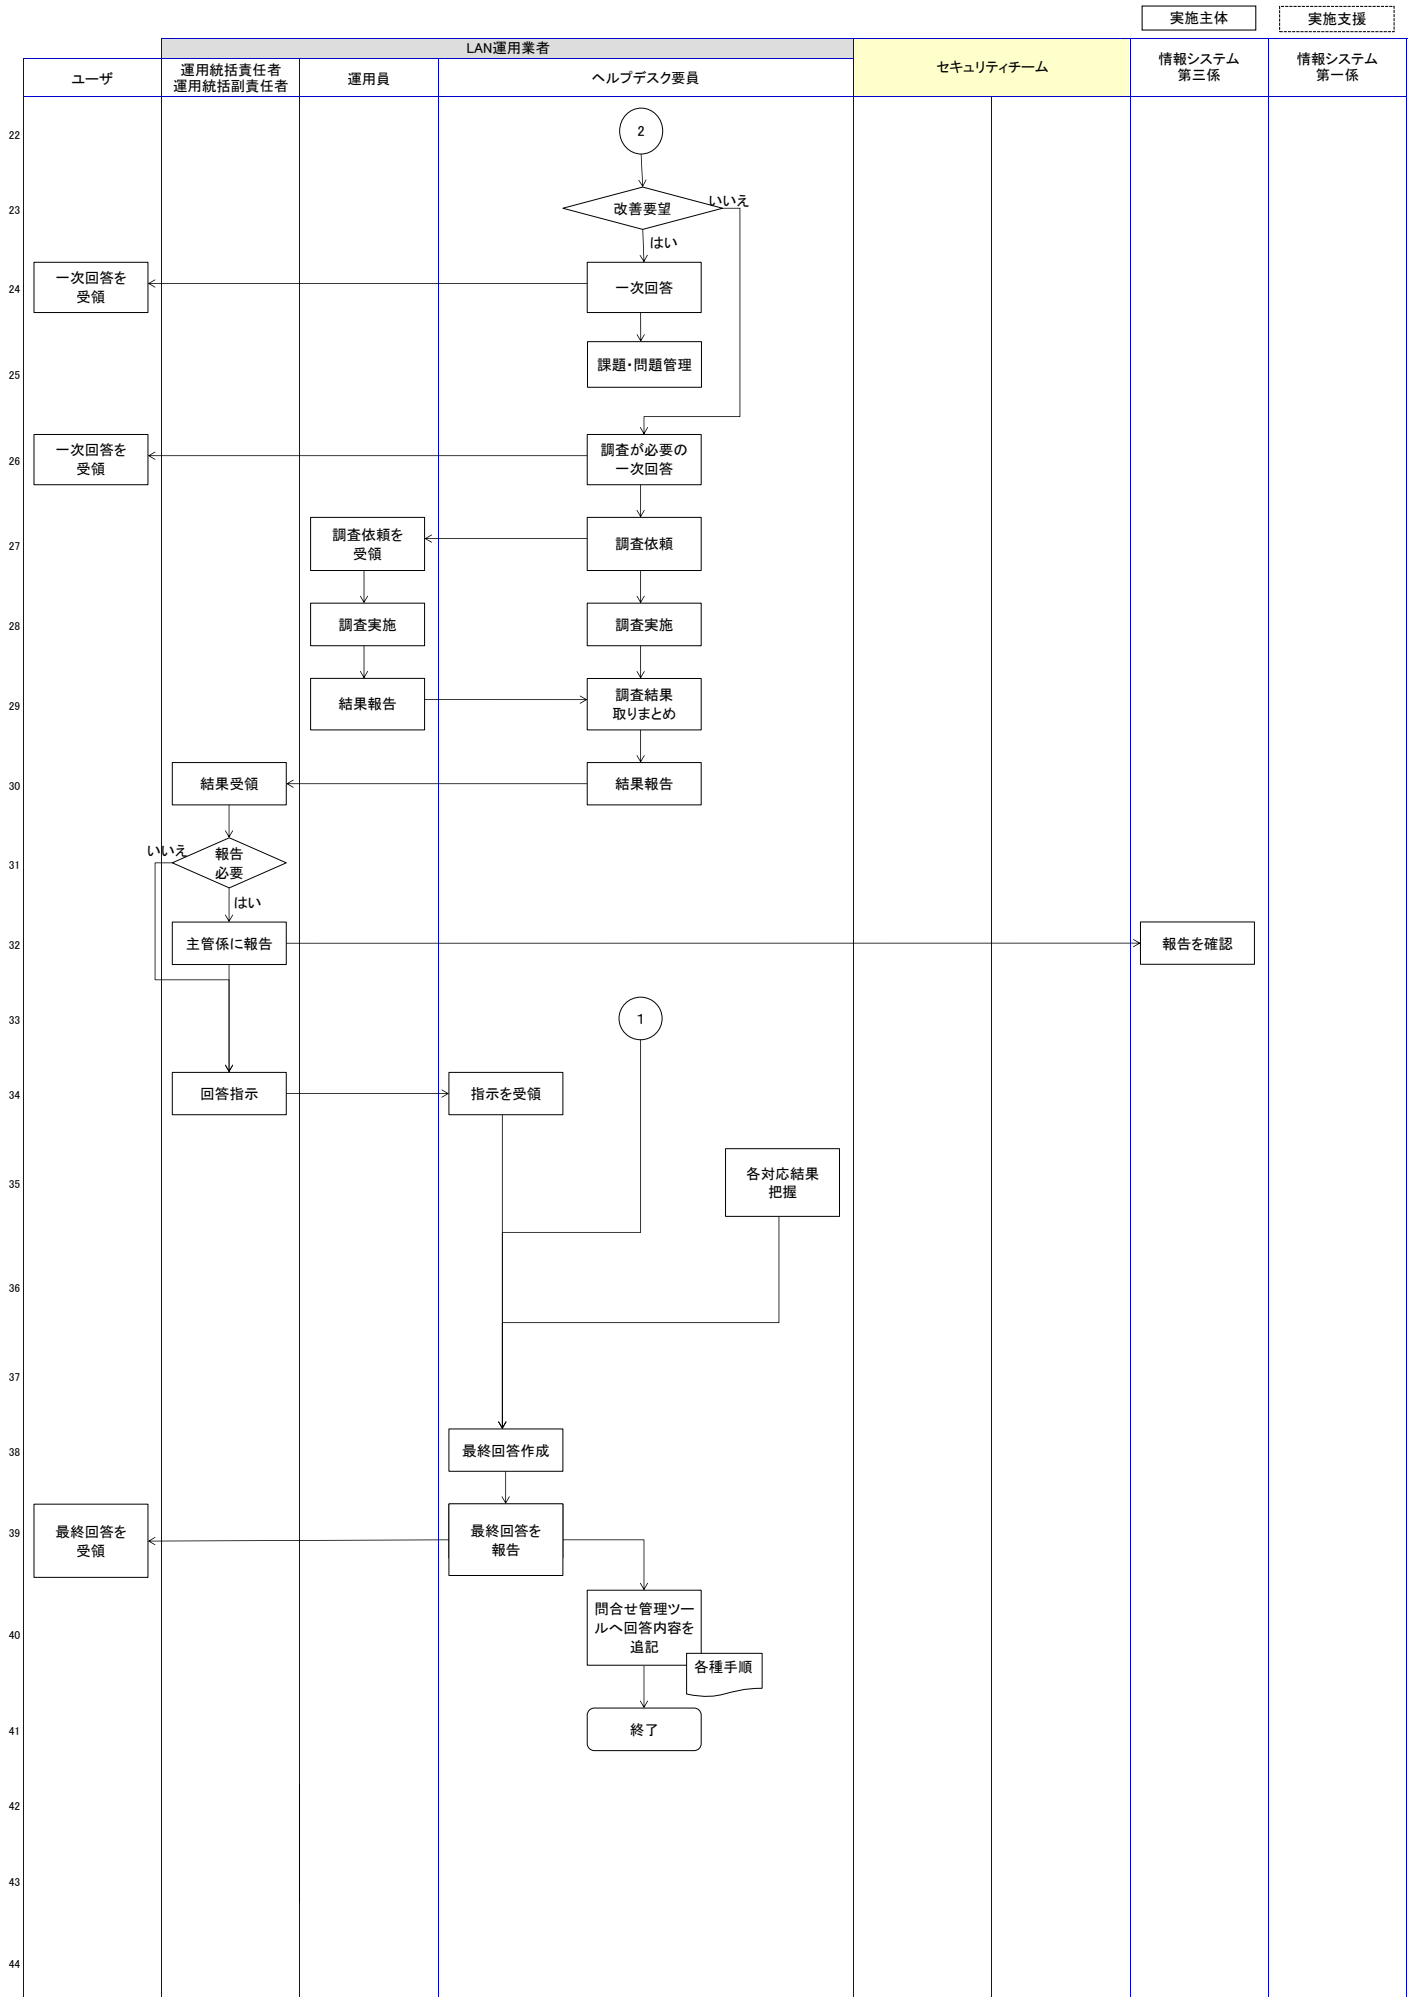 実施主体
実施支援
LAN運用業者
ユーザ
運用統括責任者
運用統括副責任者
運用員
ヘルプデスク要員
セキュリティチーム
情報システム
第三係
情報システム
第一係
22
2
23
改善要望
いいえ
はい
24
一次回答を
受領
一次回答
25
課題・問題管理
26
一次回答を
受領
調査が必要の
一次回答
27
調査依頼を
受領
調査依頼
28
調査実施
調査実施
29
結果報告
調査結果
取りまとめ
30
結果受領
結果報告
31
いいえ
報告
必要
はい
32
主管係に報告
報告を確認
33
1
34
回答指示
指示を受領
35
各対応結果
把握
36
37
38
最終回答作成
39
最終回答を
受領
最終回答を
報告
40
問合せ管理ツー
ルへ回答内容を
追記
各種手順
41
終了
42
43
44